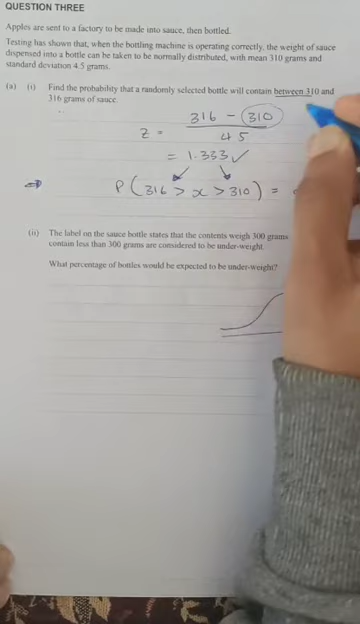 QUESTION THREE
Apples are sent to a factory to be made into sauce, then bottled.
Testing has shown that, when the bottling machine is operating correctly, the weight of sauce
dispensed into a bottle can be taken to be normally distributed, with mean 310 grams and
standard deviation 4.5 grams.
(a) (i) Find the probability that a randomly selected bottle will contain between 310 and
316 grams of sauce.
316 - 310
Z =
4 5
= 1.333 ✓
⇒ P(316 > x > 310) =
(ii) The label on the sauce bottle states that the contents weigh 300 grams
contain less than 300 grams are considered to be under-weight.
What percentage of bottles would be expected to be under-weight?